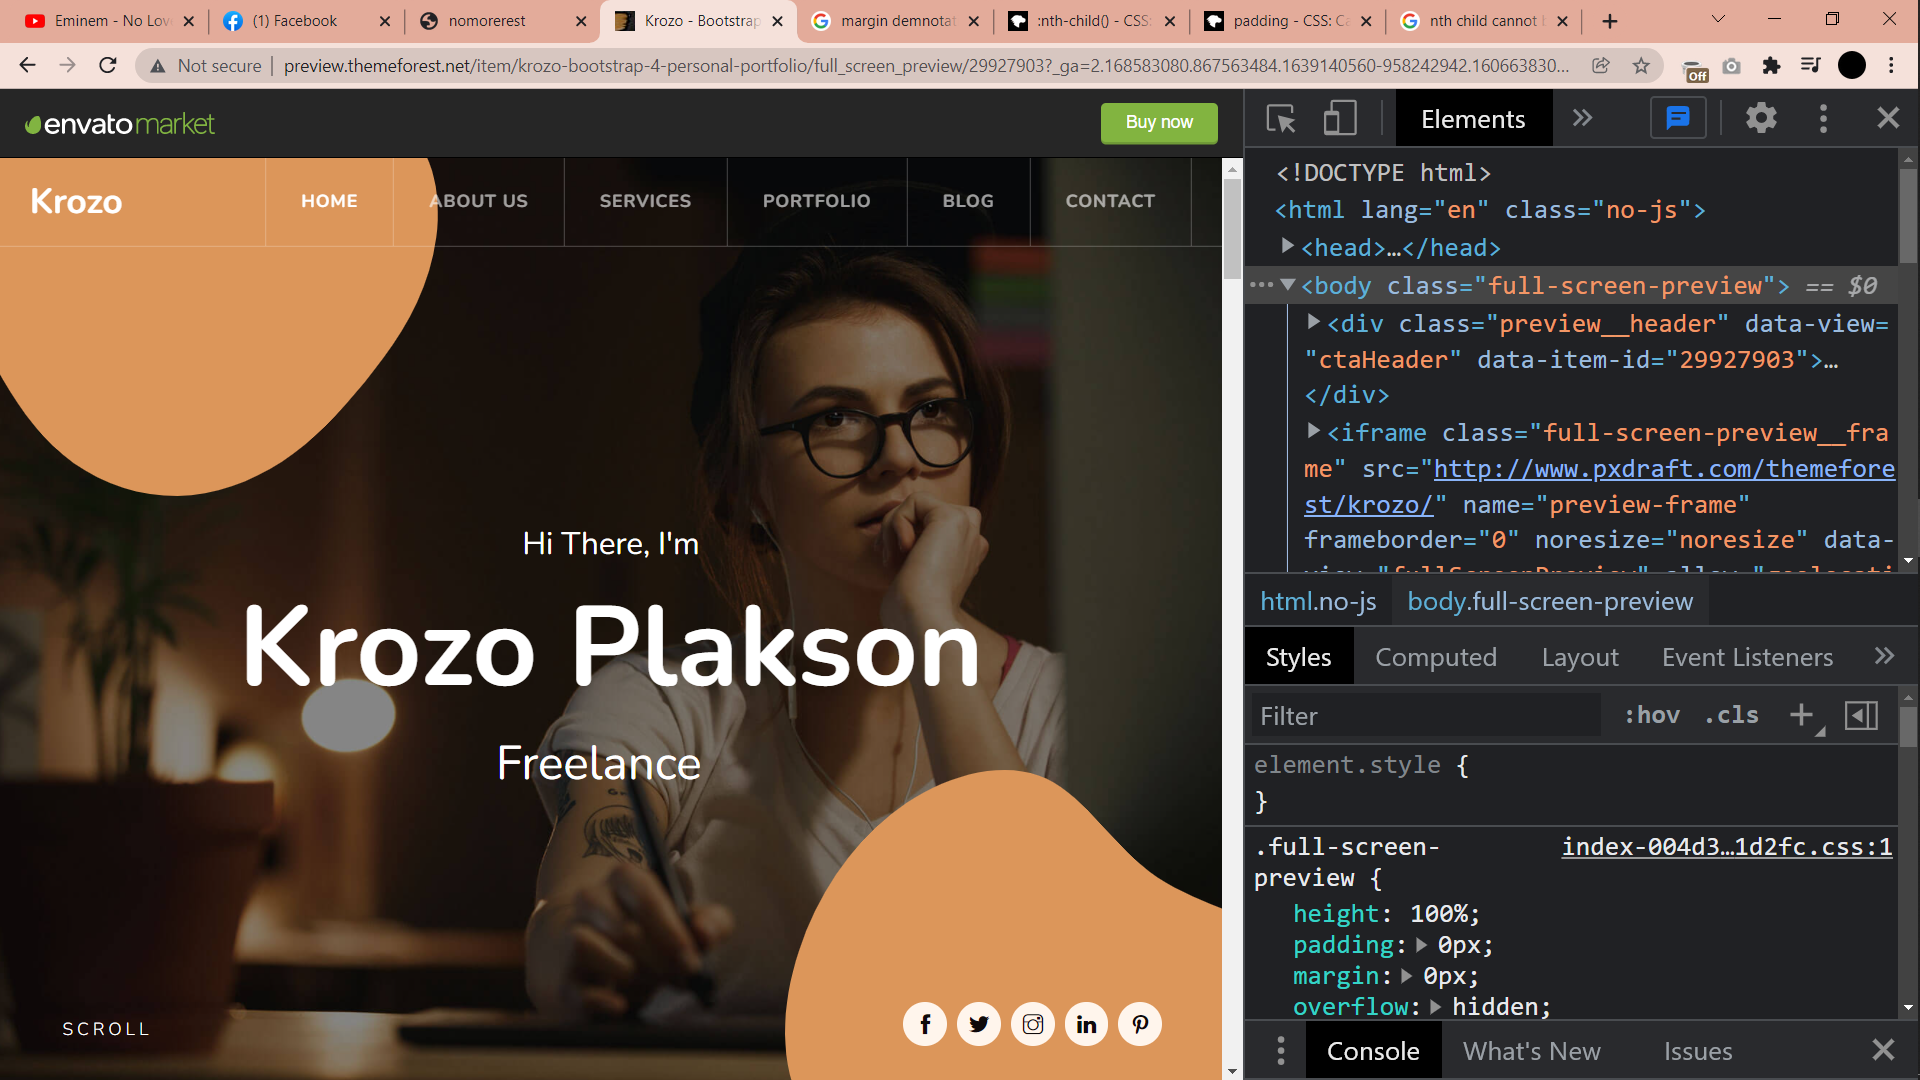 Eminem - No Lov
(1) Facebook
nomorerest
Krozo - Bootstrap
margin demnotat
:nth-child() - CSS:
padding - CSS: Ca
nth child cannot b
Not secure
preview.themeforest.net/item/krozo-bootstrap-4-personal-portfolio/full_screen_preview/29927903?_ga=2.168583080.867563484.1639140560-958242942.160663830...
Off
envatomarket
Buy now
Krozo
HOME
ABOUT US
SERVICES
PORTFOLIO
BLOG
CONTACT
Hi There, I'm
Krozo Plakson
Freelance
SCROLL
Elements
<!DOCTYPE html>
<html lang="en" class="no-js">
<head>…</head>
<body class="full-screen-preview"> == $0
<div class="preview__header" data-view=
"ctaHeader" data-item-id="29927903">…
</div>
<iframe class="full-screen-preview__fra
me" src="http://www.pxdraft.com/themefore
st/krozo/" name="preview-frame"
frameborder="0" noresize="noresize" data-
html.no-js
body.full-screen-preview
Styles
Computed
Layout
Event Listeners
Filter
:hov
.cls
element.style {
}
.full-screen-
preview {
index-004d3…1d2fc.css:1
height: 100%;
padding: 0px;
margin: 0px;
overflow: hidden;
Console
What's New
Issues